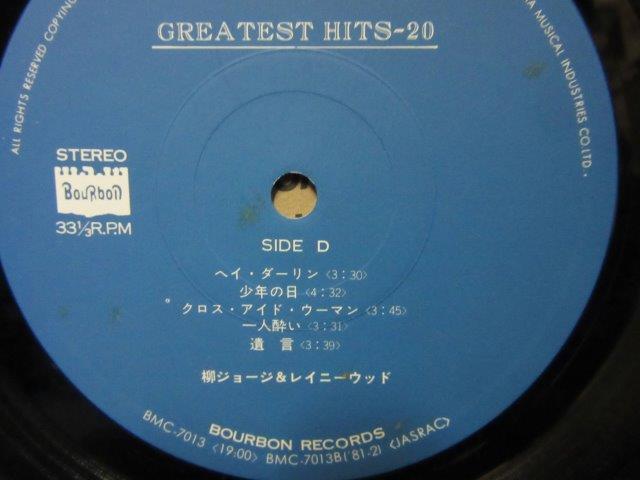 GREATEST HITS-20
ALL RIGHTS RESERVED COPYING
MUSICAL INDUSTRIES CO.LTD.,
STEREO
BOURBON
33⅓R.P.M
SIDE D
ヘイ・ダーリン〈3:30〉
少年の日〈4:32〉
°クロス・アイド・ウーマン〈3:45〉
一人酔い〈3:31〉
遺 言〈3:39〉
柳ジョージ&レイニーウッド
BOURBON RECORDS
BMC-7013 〈19:00〉 BMC-7013B('81.2) 〈JASRAC〉